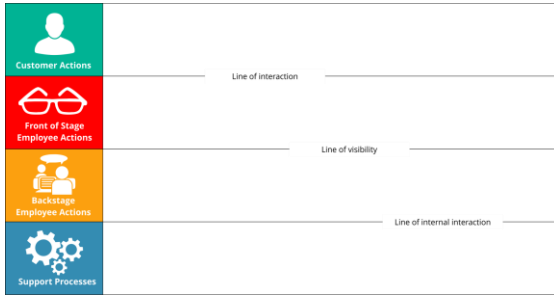 Customer Actions
Line of interaction
Front of Stage
Employee Actions
Line of visibility
Backstage
Employee Actions
Line of internal interaction
Support Processes